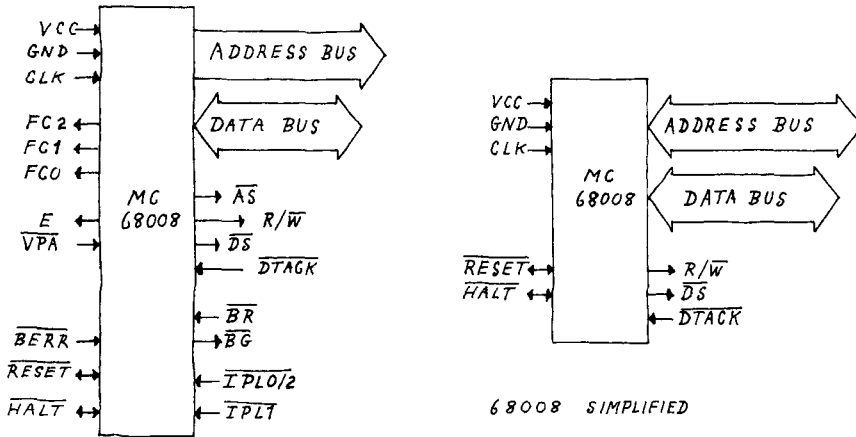 VCC
GND
CLK
FC2
FC1
FC0
E
VPA
BERR
RESET
HALT
MC
68008
ADDRESS BUS
DATA BUS
AS
R/W
DS
DTACK
BR
BG
IPL0/2
IPL1
VCC
GND
CLK
RESET
HALT
MC
68008
ADDRESS BUS
DATA BUS
R/W
DS
DTACK
68008 SIMPLIFIED